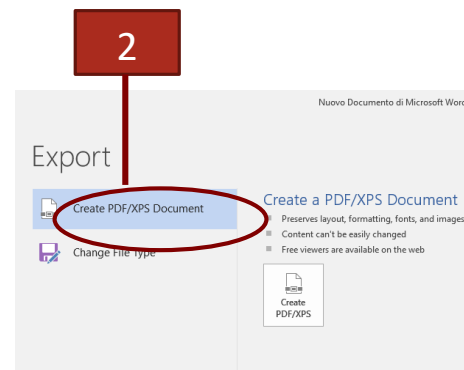 2
Nuovo Documento di Microsoft Word
Export
Create PDF/XPS Document
Change File Type
Create a PDF/XPS Document
Preserves layout, formatting, fonts, and images
Content can't be easily changed
Free viewers are available on the web
Create
PDF/XPS